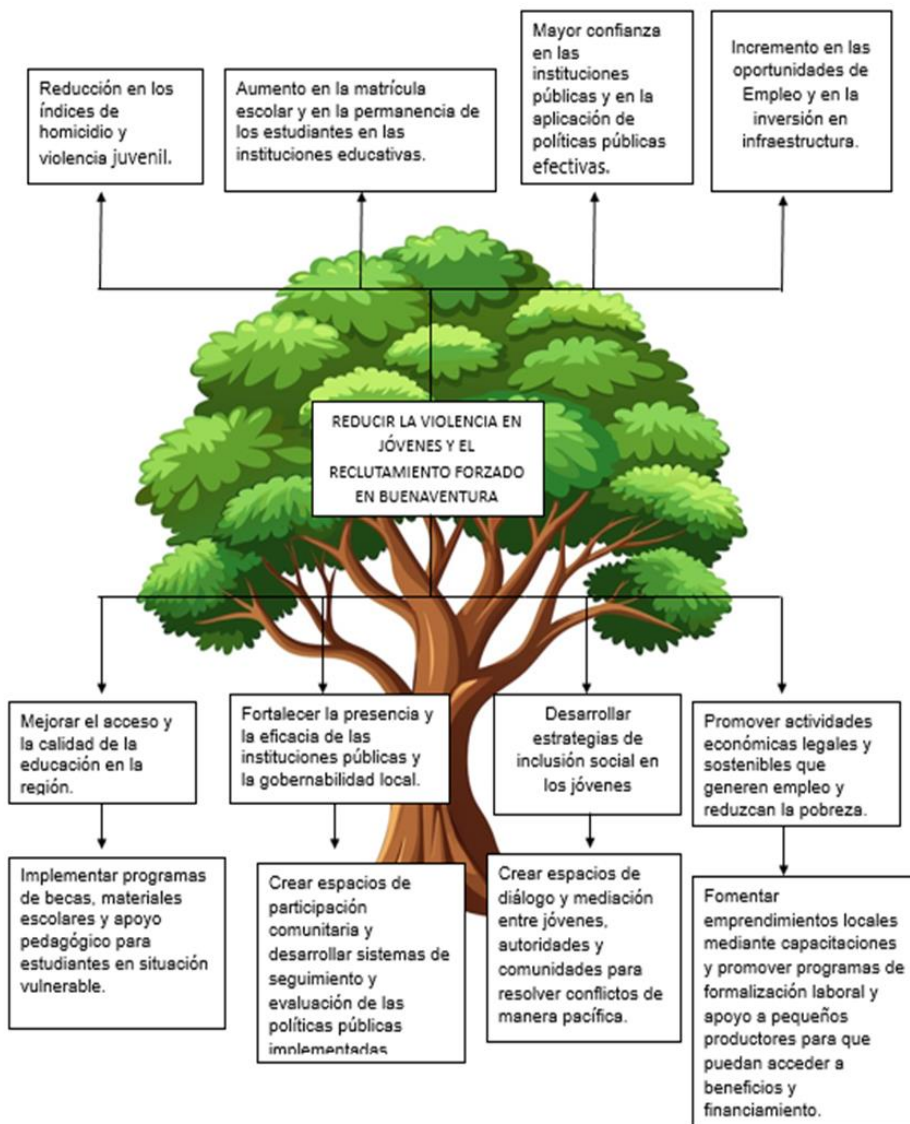 Reducción en los
índices de
homicidio y
violencia juvenil.
Aumento en la matrícula
escolar y en la permanencia de
los estudiantes en las
instituciones educativas.
Mayor confianza
en las
instituciones
públicas y en la
aplicación de
políticas públicas
efectivas.
Incremento en las
oportunidades de
Empleo y en la
inversión en
infraestructura.
REDUCIR LA VIOLENCIA EN
JÓVENES Y EL
RECLUTAMIENTO FORZADO
EN BUENAVENTURA
Mejorar el acceso y
la calidad de la
educación en la
región.
Fortalecer la presencia y
la eficacia de las
instituciones públicas y
la gobernabilidad local.
Desarrollar
estrategias de
inclusión social en
los jóvenes
Promover actividades
económicas legales y
sostenibles que
generen empleo y
reduzcan la pobreza.
Implementar programas
de becas, materiales
escolares y apoyo
pedagógico para
estudiantes en situación
vulnerable.
Crear espacios de
participación
comunitaria y
desarrollar sistemas de
seguimiento y
evaluación de las
políticas públicas
implementadas
Crear espacios de
diálogo y mediación
entre jóvenes,
autoridades y
comunidades para
resolver conflictos de
manera pacífica.
Fomentar
emprendimientos locales
mediante capacitaciones
y promover programas de
formalización laboral y
apoyo a pequeños
productores para que
puedan acceder a
beneficios y
financiamiento.